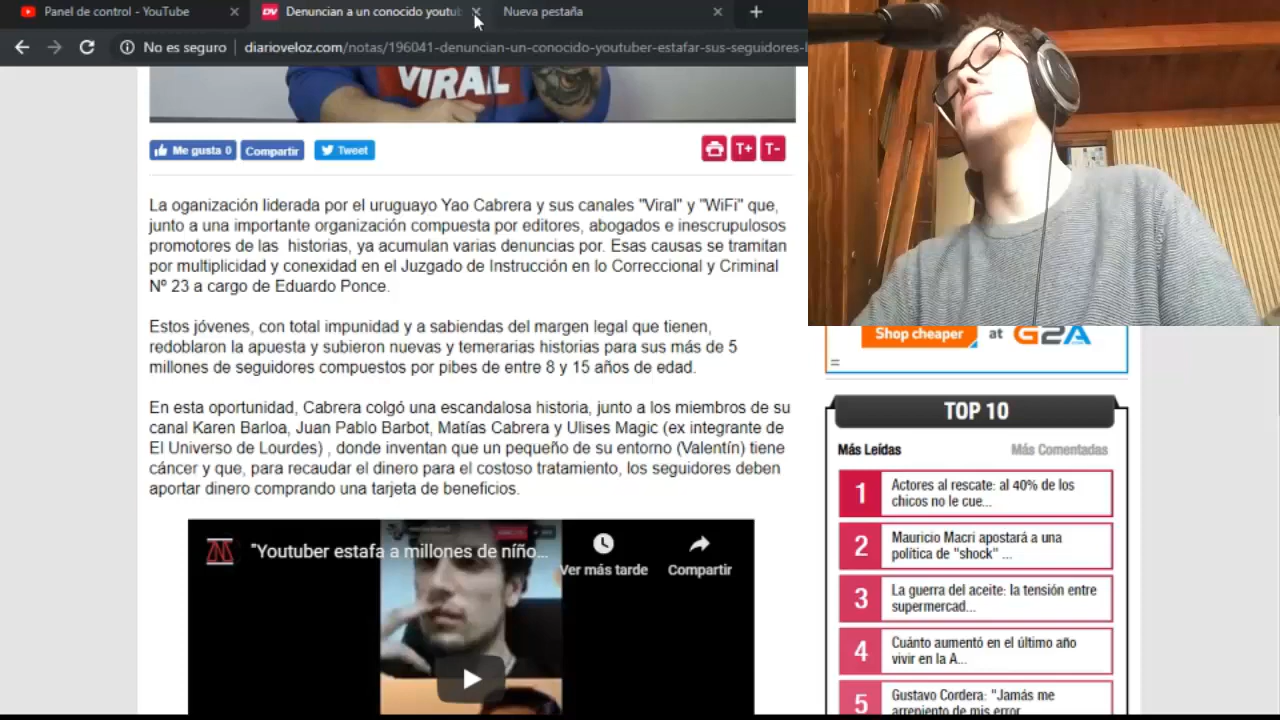 Panel de control - YouTube
DV Denuncian a un conocido youtub
Nueva pestaña
No es seguro diarioveloz.com/notas/196041-denuncian-un-conocido-youtuber-estafar-sus-seguidores-
VIRAL
Me gusta 0 Compartir Tweet
T+ T-
La oganización liderada por el uruguayo Yao Cabrera y sus canales "Viral" y "WiFi" que,
junto a una importante organización compuesta por editores, abogados e inescrupulosos
promotores de las historias, ya acumulan varias denuncias por. Esas causas se tramitan
por multiplicidad y conexidad en el Juzgado de Instrucción en lo Correccional y Criminal
Nº 23 a cargo de Eduardo Ponce.
Estos jóvenes, con total impunidad y a sabiendas del margen legal que tienen,
redoblaron la apuesta y subieron nuevas y temerarias historias para sus más de 5
millones de seguidores compuestos por pibes de entre 8 y 15 años de edad.
En esta oportunidad, Cabrera colgó una escandalosa historia, junto a los miembros de su
canal Karen Barloa, Juan Pablo Barbot, Matías Cabrera y Ulises Magic (ex integrante de
El Universo de Lourdes) , donde inventan que un pequeño de su entorno (Valentín) tiene
cáncer y que, para recaudar el dinero para el costoso tratamiento, los seguidores deben
aportar dinero comprando una tarjeta de beneficios.
"Youtuber estafa a millones de niño...
Ver más tarde
Compartir
Shop cheaper at G2A
=
TOP 10
Más Leídas Más Comentadas
1 Actores al rescate: al 40% de los
chicos no le cue...
2 Mauricio Macri apostará a una
política de "shock" ...
3 La guerra del aceite: la tensión entre
supermercad...
4 Cuánto aumentó en el último año
vivir en la A...
5 Gustavo Cordera: "Jamás me
arrepiento de mis error